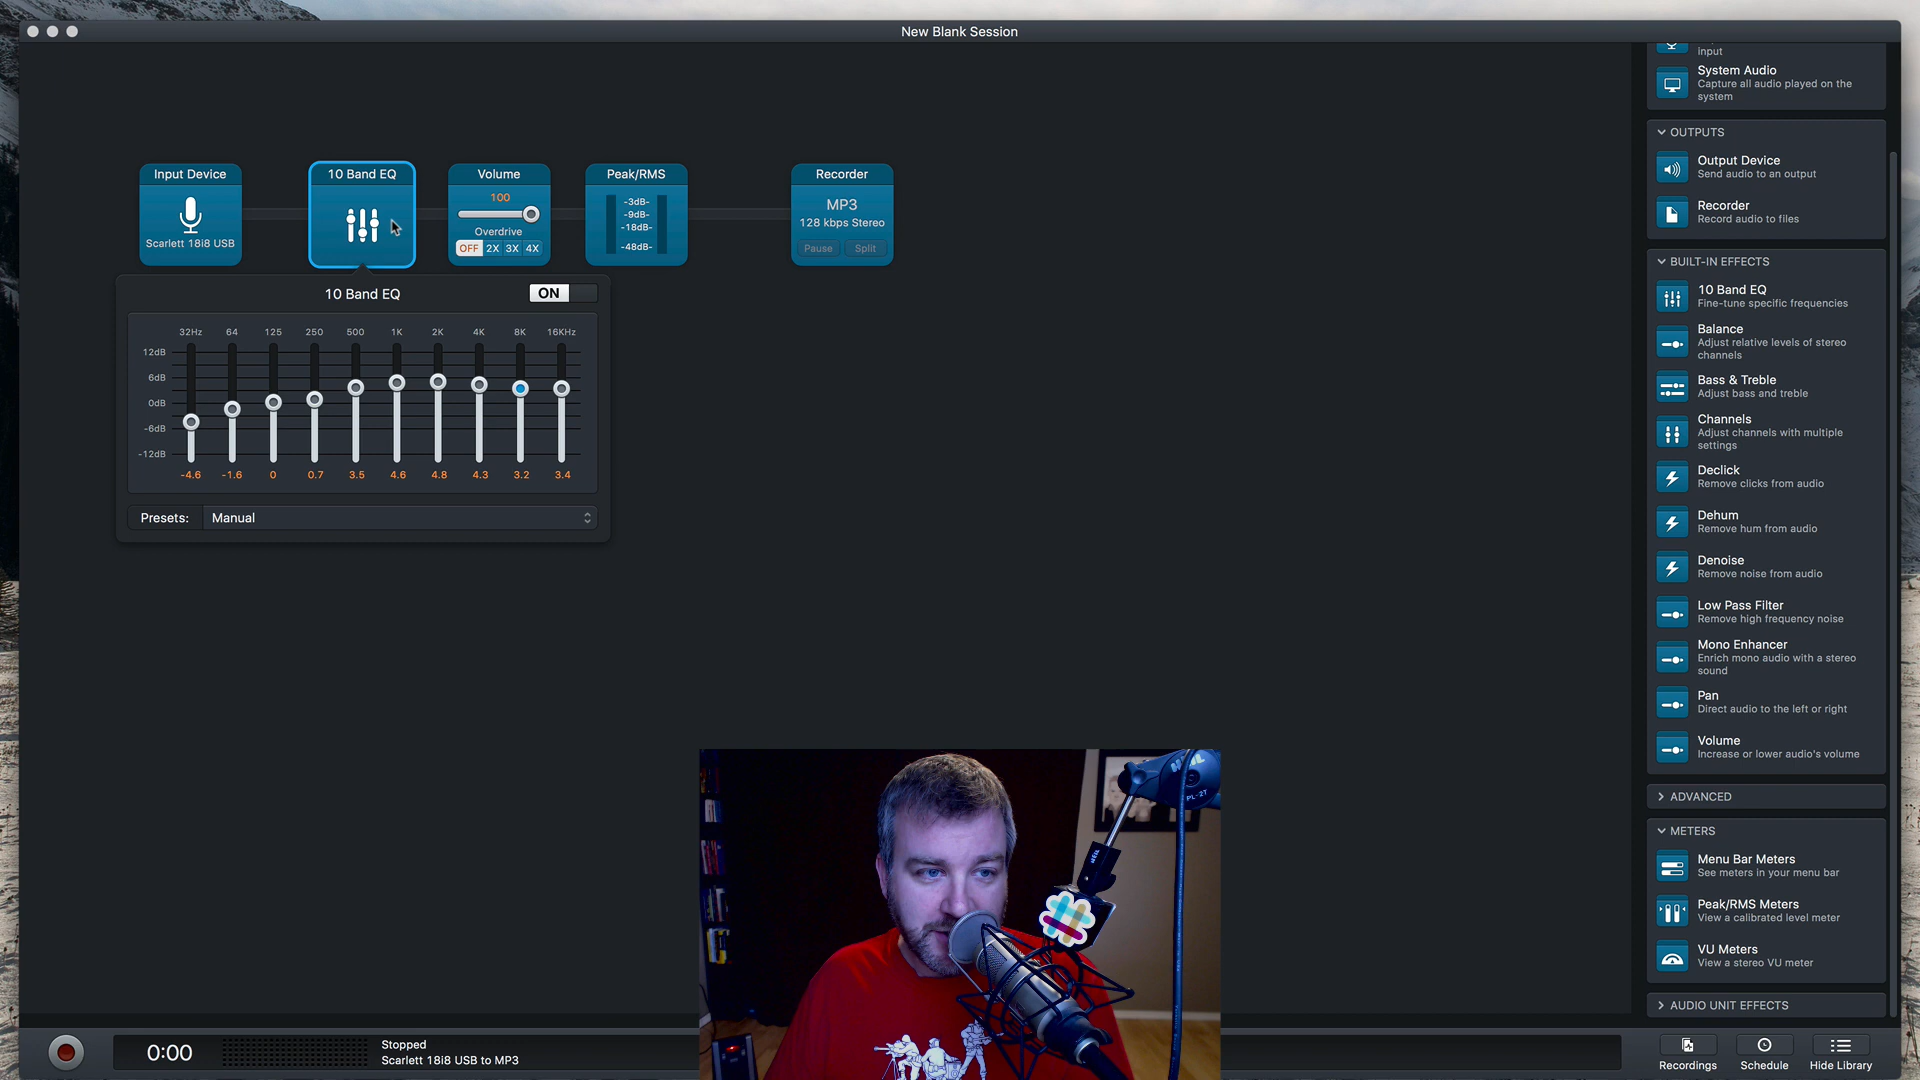 New Blank Session
input
System Audio
Capture all audio played on the
system
OUTPUTS
Output Device
Send audio to an output
Recorder
Record audio to files
BUILT-IN EFFECTS
10 Band EQ
Fine-tune specific frequencies
Balance
Adjust relative levels of stereo
channels
Bass & Treble
Adjust bass and treble
Channels
Adjust channels with multiple
settings
Declick
Remove clicks from audio
Dehum
Remove hum from audio
Denoise
Remove noise from audio
Low Pass Filter
Remove high frequency noise
Mono Enhancer
Enrich mono audio with a stereo
sound
Pan
Direct audio to the left or right
Volume
Increase or lower audio's volume
ADVANCED
METERS
Menu Bar Meters
See meters in your menu bar
Peak/RMS Meters
View a calibrated level meter
VU Meters
View a stereo VU meter
AUDIO UNIT EFFECTS
Input Device
Scarlett 18i8 USB
10 Band EQ
Volume
100
Overdrive
OFF 2X 3X 4X
Peak/RMS
-3dB-
-9dB-
-18dB-
-48dB-
Recorder
MP3
128 kbps Stereo
Pause Split
10 Band EQ ON
32Hz 64 125 250 500 1K 2K 4K 8K 16KHz
12dB
6dB
0dB
-6dB
-12dB
-4.6 -1.6 0 0.7 3.5 4.6 4.8 4.3 3.2 3.4
Presets: Manual
PL-2T
0:00
Stopped
Scarlett 18i8 USB to MP3
Recordings Schedule Hide Library